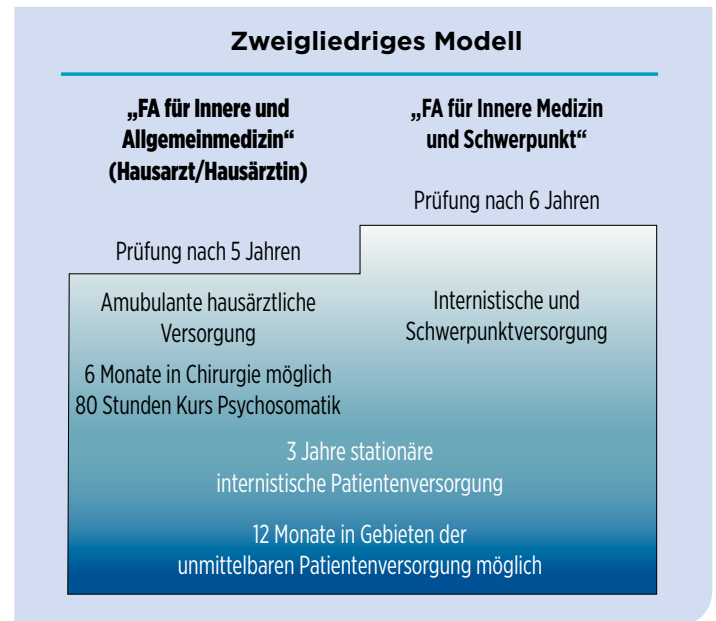 Zweigliedriges Modell
„FA für Innere und
Allgemeinmedizin“
(Hausarzt/Hausärztin)
Prüfung nach 5 Jahren
Amubulante hausärztliche
Versorgung
6 Monate in Chirurgie möglich
80 Stunden Kurs Psychosomatik
„FA für Innere Medizin
und Schwerpunkt“
Prüfung nach 6 Jahren
Internistische und
Schwerpunktversorgung
3 Jahre stationäre
internistische Patientenversorgung
12 Monate in Gebieten der
unmittelbaren Patientenversorgung möglich